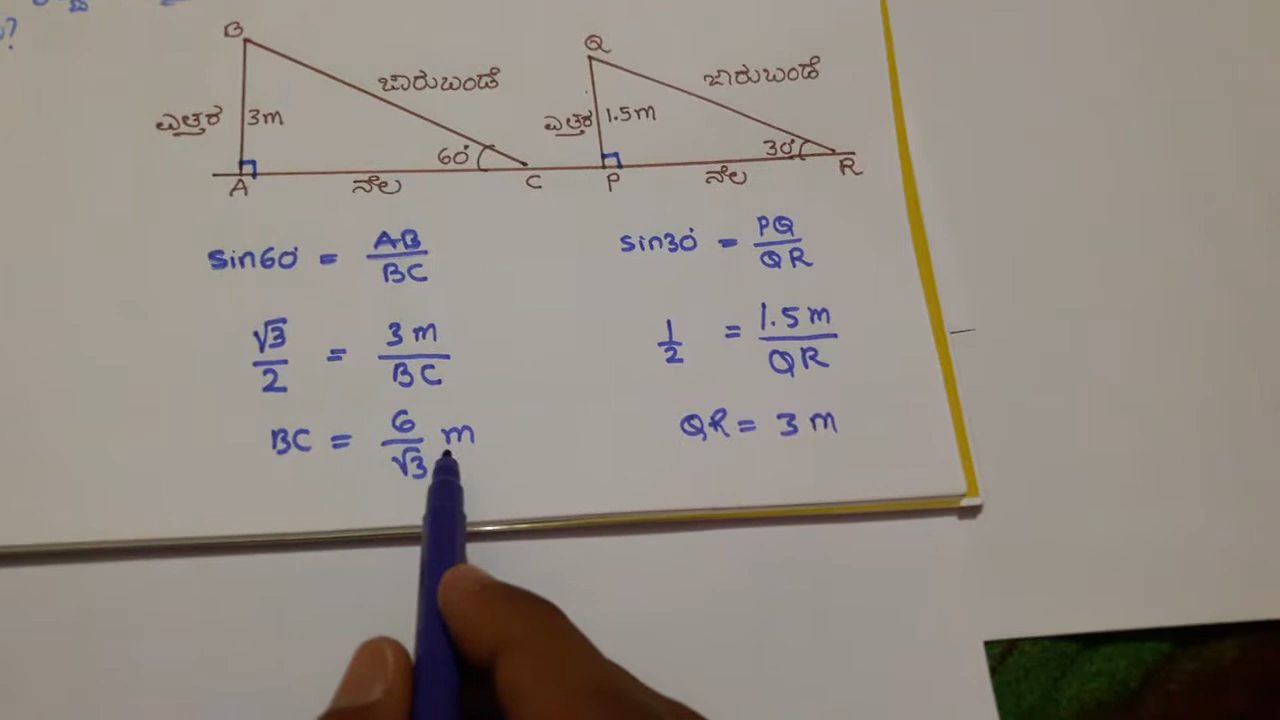 ?
B Q
ಜಾರುಬಂಡೆ ಜಾರುಬಂಡೆ
ಎತ್ತರ 3m ಎತ್ತರ 1.5m
60° 30°
A ನೆಲ C P ನೆಲ R
sin60° = AB/BC sin30° = PQ/QR
√3/2 = 3m/BC 1/2 = 1.5m/QR
BC = 6/√3 m QR = 3 m